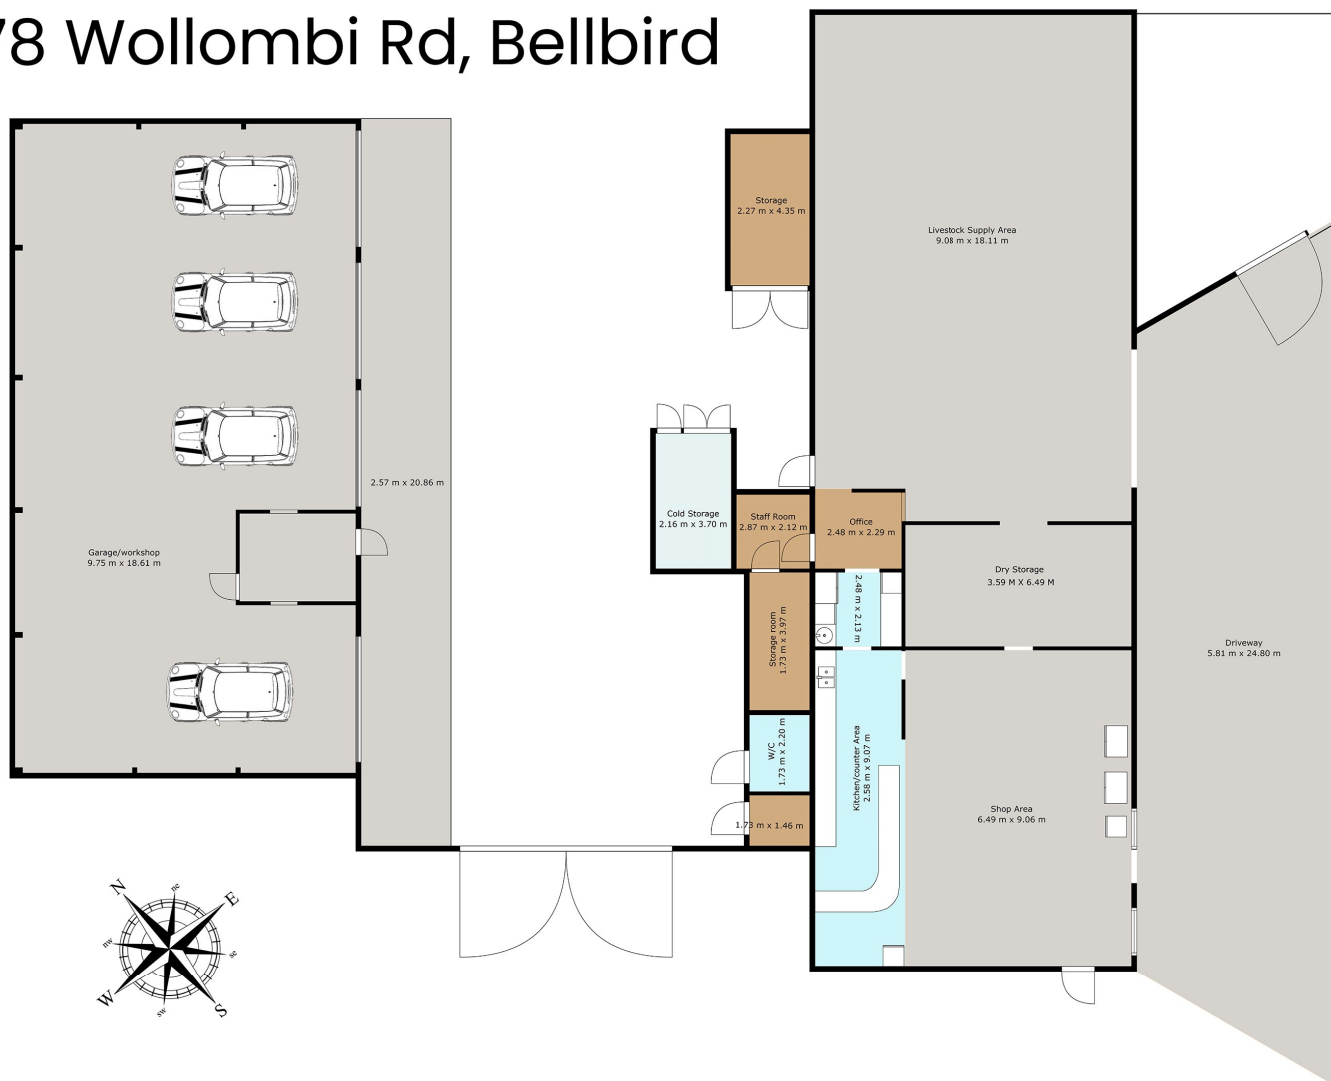 78 Wollombi Rd, Bellbird
Storage
2.27 m x 4.35 m
Livestock Supply Area
9.08 m x 18.11 m
2.57 m x 20.86 m
Cold Storage
2.16 m x 3.70 m
Staff Room
2.87 m x 2.12 m
Office
2.48 m x 2.29 m
Garage/workshop
9.75 m x 18.61 m
Dry Storage
3.59 M X 6.49 M
2.48 m x 2.13 m
Storage room
1.73 m x 3.97 m
Driveway
5.81 m x 24.80 m
W/C
1.73 m x 2.20 m
Kitchen/counter Area
2.58 m x 9.07 m
Shop Area
6.49 m x 9.06 m
1.73 m x 1.46 m
N
ne
E
nw
se
W
sw
S